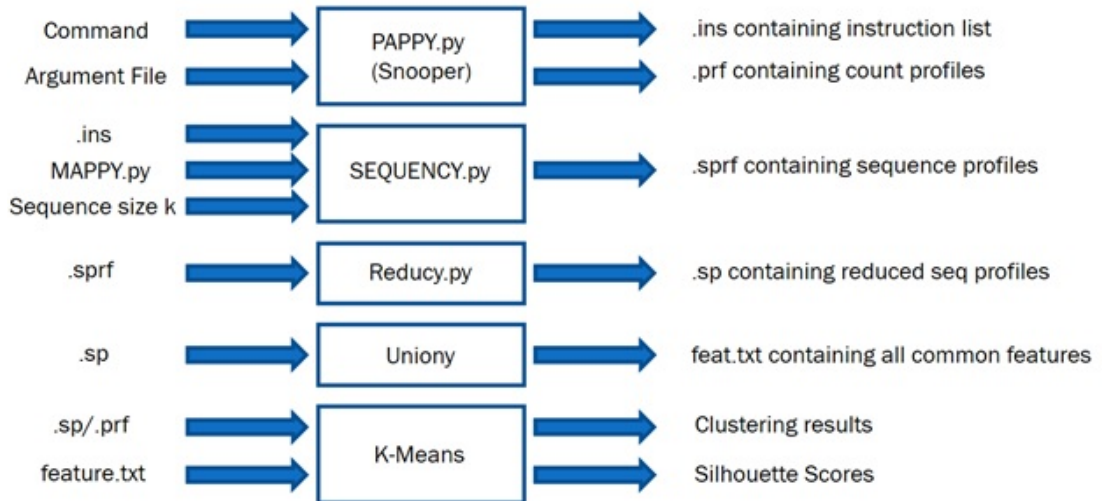 Command
Argument File
PAPPY.py
(Snooper)
.ins containing instruction list
.prf containing count profiles
.ins
MAPPY.py
Sequence size k
SEQUENCY.py
.sprf containing sequence profiles
.sprf
Reducy.py
.sp containing reduced seq profiles
.sp
Uniony
feat.txt containing all common features
.sp/.prf
feature.txt
K-Means
Clustering results
Silhouette Scores